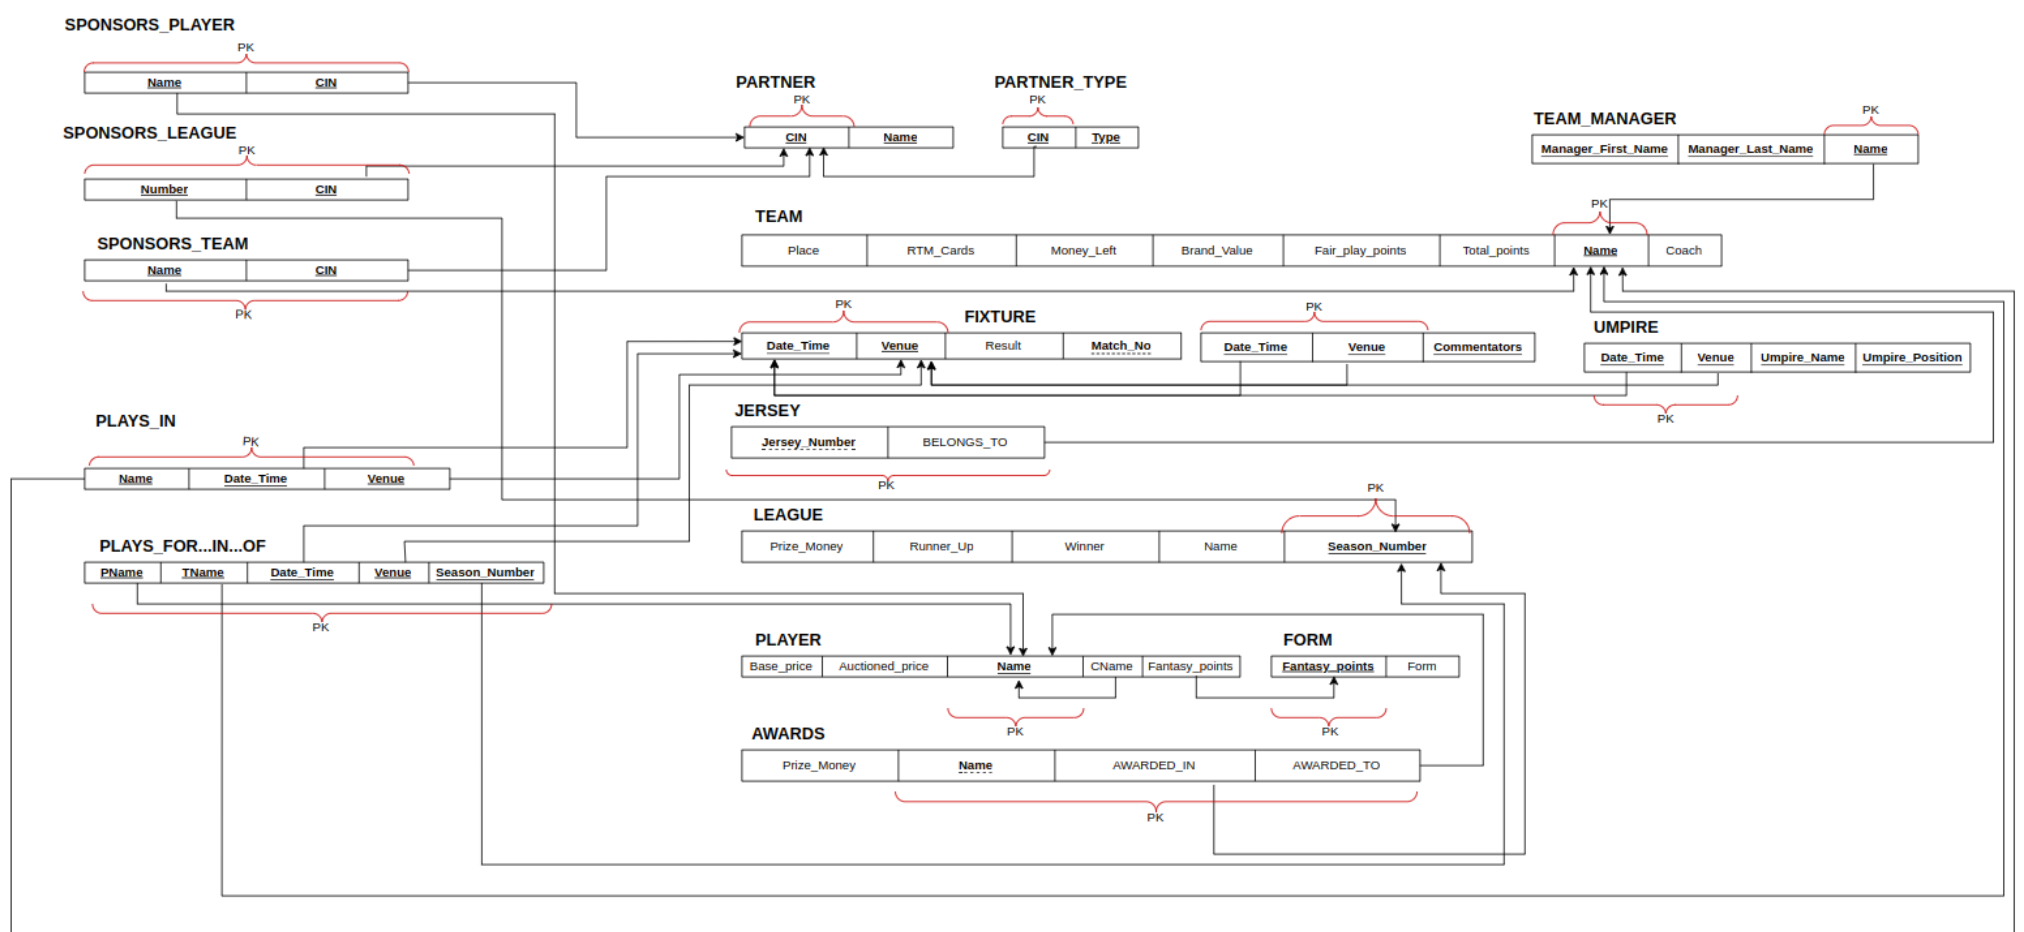 SPONSORS_PLAYER
PK
Name CIN
SPONSORS_LEAGUE
PK
Number CIN
SPONSORS_TEAM
Name CIN
PK
PARTNER
PK
CIN Name
PARTNER_TYPE
PK
CIN Type
TEAM_MANAGER
PK
Manager_First_Name Manager_Last_Name Name
TEAM
PK
Place RTM_Cards Money_Left Brand_Value Fair_play_points Total_points Name Coach
PK
FIXTURE
Date_Time Venue Result Match_No
PK
Date_Time Venue Commentators
UMPIRE
Date_Time Venue Umpire_Name Umpire_Position
PK
JERSEY
Jersey_Number BELONGS_TO
PK
PLAYS_IN
PK
Name Date_Time Venue
PLAYS_FOR...IN...OF
PName TName Date_Time Venue Season_Number
PK
LEAGUE
PK
Prize_Money Runner_Up Winner Name Season_Number
PLAYER
Base_price Auctioned_price Name CName Fantasy_points
PK
FORM
Fantasy_points Form
PK
AWARDS
Prize_Money Name AWARDED_IN AWARDED_TO
PK